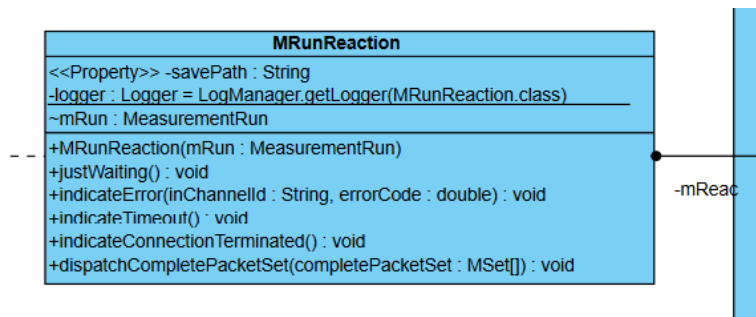 MRunReaction
<<Property>> -savePath : String
-logger : Logger = LogManager.getLogger(MRunReaction.class)
~mRun : MeasurementRun
+MRunReaction(mRun : MeasurementRun)
+justWaiting() : void
+indicateError(inChannelId : String, errorCode : double) : void
+indicateTimeout() : void
+indicateConnectionTerminated() : void
+dispatchCompletePacketSet(completePacketSet : MSet[]) : void
-mReac